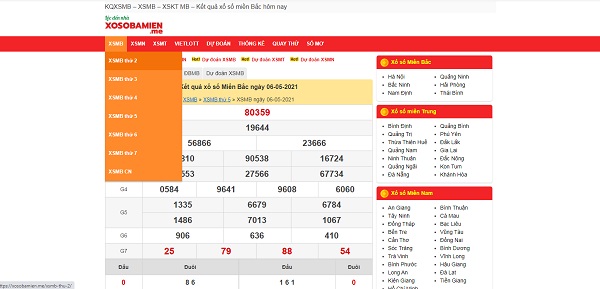 KQXSMB – XSMB – XSKT MB – Kết quả xổ số miền Bắc hôm nay
Lộc đến nhà
XOSOBAMIEN
.me
XSMB XSMN XSMT VIETLOTT DỰ ĐOÁN THỐNG KÊ QUAY THỬ SỐ MƠ
XSMB thứ 2
XSMB thứ 3
XSMB thứ 4
XSMB thứ 5
XSMB thứ 6
XSMB thứ 7
XSMB CN
Hot! Dự đoán XSMB Hot! Dự đoán XSMT Hot! Dự đoán XSMN
ĐBMB Dự đoán XSMB
Kết quả xổ số Miền Bắc ngày 06-05-2021
XSMB » XSMB thứ 5 » XSMB ngày 06-05-2021
80359
19644
56866 23666
310 90538 16724
553 27660 44773
G4 0584 9641 9608 6060
G5 1335 6679 6784
1486 7013 1067
G6 906 636 410
G7 25 79 88 54
Đầu Đuôi Đầu Đuôi
0 8 6 1 6 1 0
Xổ số Miền Bắc
Hà Nội Quảng Ninh
Bắc Ninh Hải Phòng
Nam Định Thái Bình
Xổ số miền Trung
Bình Định Quảng Bình
Quảng Trị Phú Yên
Thừa Thiên Huế Đắk Lắk
Quảng Nam Gia Lai
Ninh Thuận Đắc Nông
Quảng Ngãi Kon Tum
Đà Nẵng Khánh Hòa
Xổ số Miền Nam
An Giang Bình Thuận
Tây Ninh Cà Mau
Đồng Tháp Bạc Liêu
Bến Tre Vũng Tàu
Cần Thơ Đồng Nai
Sóc Trăng Bình Dương
Trà Vinh Vĩnh Long
Bình Phước Hậu Giang
Long An Đà Lạt
Kiên Giang Tiền Giang
Hồ Chí Minh
https://xosobamien.me/xsmb-thu-2/